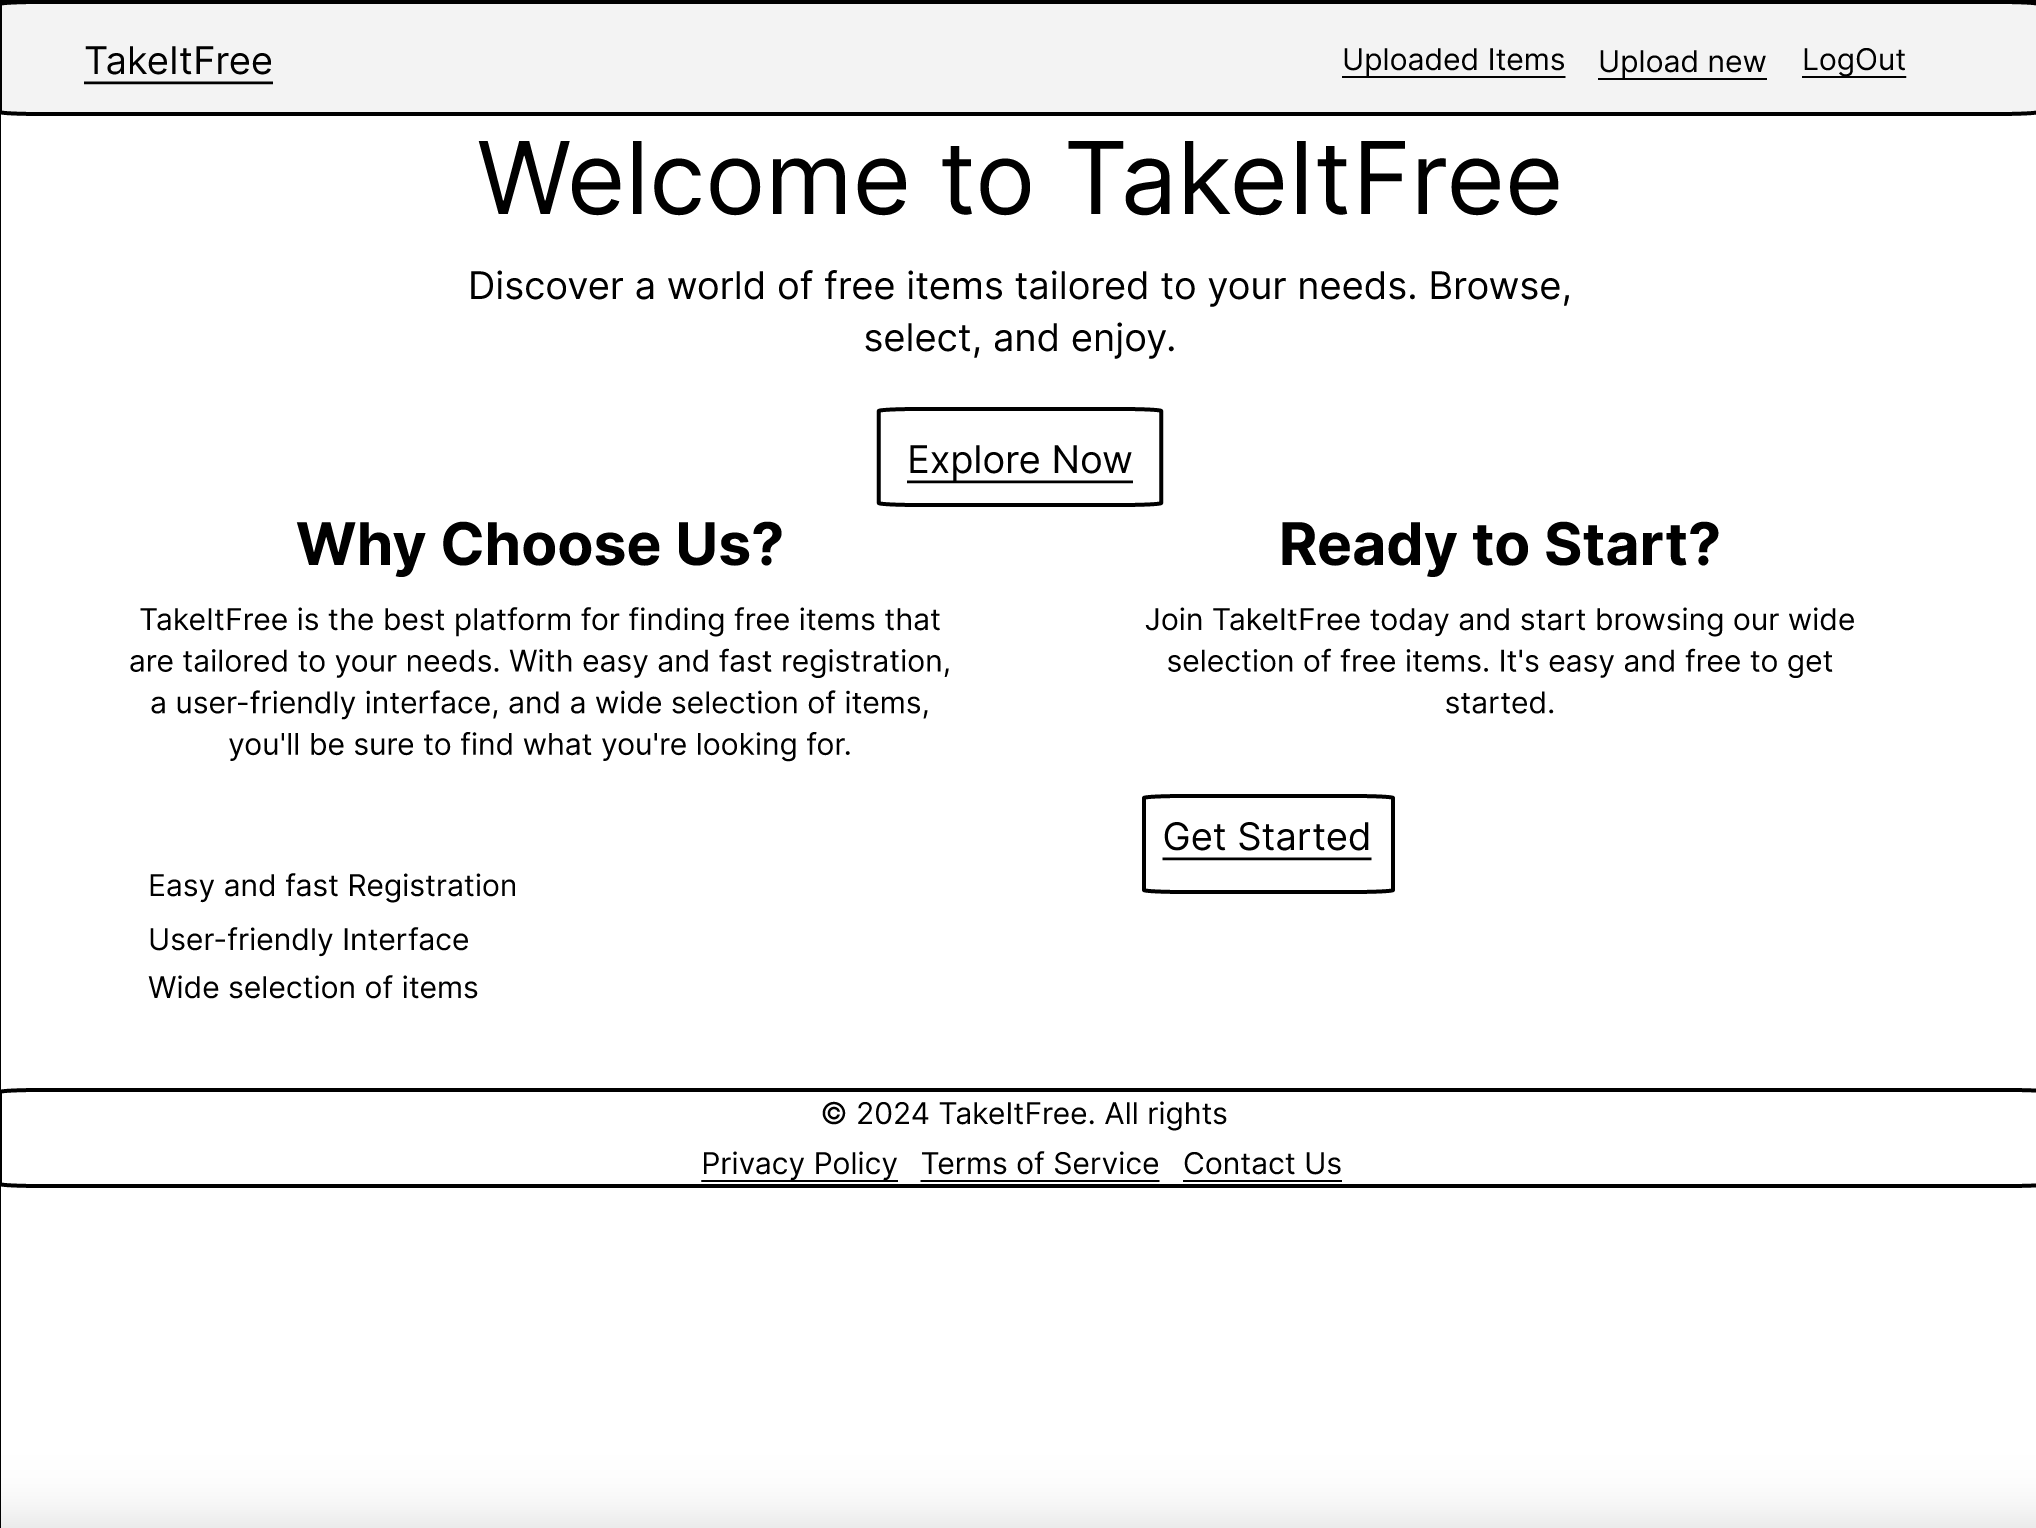 TakeItFree
Uploaded Items Upload new LogOut
Welcome to TakeItFree
Discover a world of free items tailored to your needs. Browse,
select, and enjoy.
Explore Now
Why Choose Us?
TakeItFree is the best platform for finding free items that
are tailored to your needs. With easy and fast registration,
a user-friendly interface, and a wide selection of items,
you'll be sure to find what you're looking for.
Easy and fast Registration
User-friendly Interface
Wide selection of items
Ready to Start?
Join TakeItFree today and start browsing our wide
selection of free items. It's easy and free to get
started.
Get Started
© 2024 TakeItFree. All rights
Privacy Policy Terms of Service Contact Us